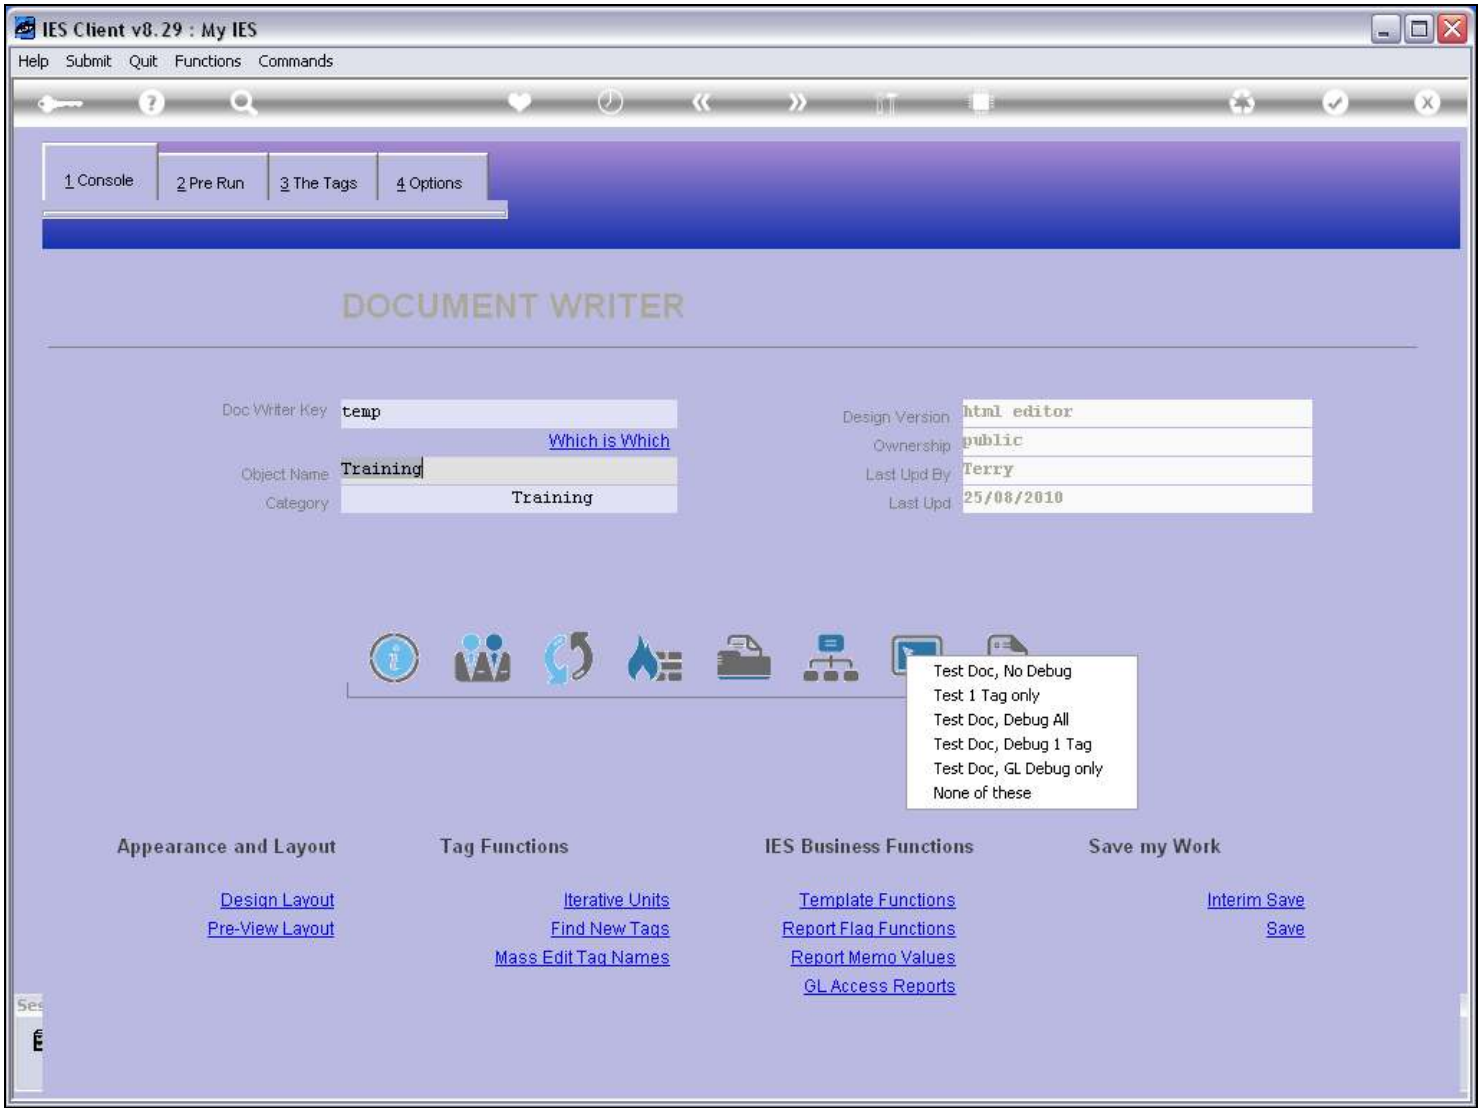 IES Client v8.29 : My IES
Help Submit Quit Functions Commands
1 Console 2 Pre Run 3 The Tags 4 Options
DOCUMENT WRITER
Doc Writer Key temp
Design Version html editor
Which is Which
Ownership public
Object Name Training
Last Upd By Terry
Category Training
Last Upd 25/08/2010
Test Doc, No Debug
Test 1 Tag only
Test Doc, Debug All
Test Doc, Debug 1 Tag
Test Doc, GL Debug only
None of these
Appearance and Layout Tag Functions IES Business Functions Save my Work
Design Layout Iterative Units Template Functions Interim Save
Pre-View Layout Find New Tags Report Flag Functions Save
Mass Edit Tag Names Report Memo Values
GL Access Reports
Ses